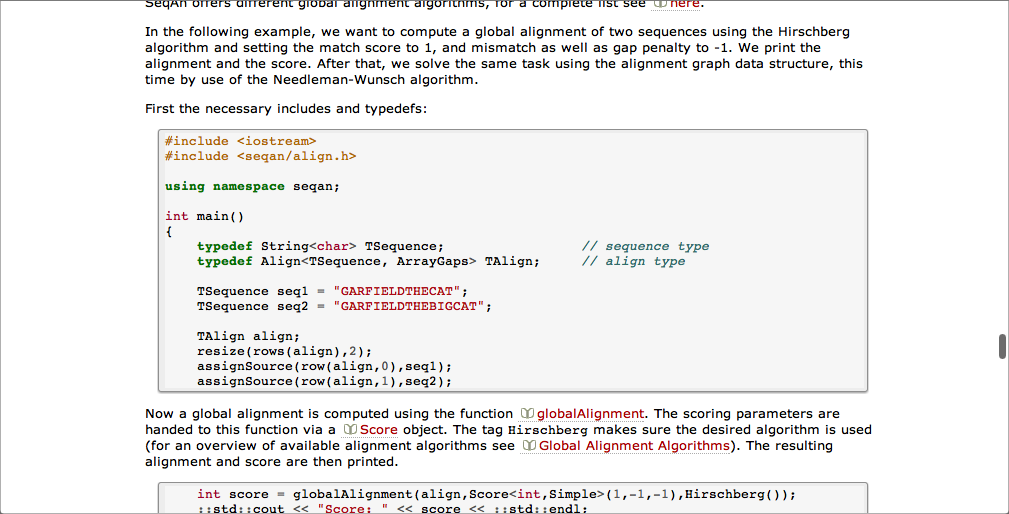 SeqAn offers different global alignment algorithms, for a complete list see here.
In the following example, we want to compute a global alignment of two sequences using the Hirschberg
algorithm and setting the match score to 1, and mismatch as well as gap penalty to -1. We print the
alignment and the score. After that, we solve the same task using the alignment graph data structure, this
time by use of the Needleman-Wunsch algorithm.
First the necessary includes and typedefs:
#include <iostream>
#include <seqan/align.h>
using namespace seqan;
int main()
{
    typedef String<char> TSequence;                 // sequence type
    typedef Align<TSequence, ArrayGaps> TAlign;     // align type
    TSequence seq1 = "GARFIELDTHECAT";
    TSequence seq2 = "GARFIELDTHEBIGCAT";
    TAlign align;
    resize(rows(align),2);
    assignSource(row(align,0),seq1);
    assignSource(row(align,1),seq2);
Now a global alignment is computed using the function globalAlignment. The scoring parameters are
handed to this function via a Score object. The tag Hirschberg makes sure the desired algorithm is used
(for an overview of available alignment algorithms see Global Alignment Algorithms). The resulting
alignment and score are then printed.
    int score = globalAlignment(align,Score<int,Simple>(1,-1,-1),Hirschberg());
    ::std::cout << "Score: " << score << ::std::endl;